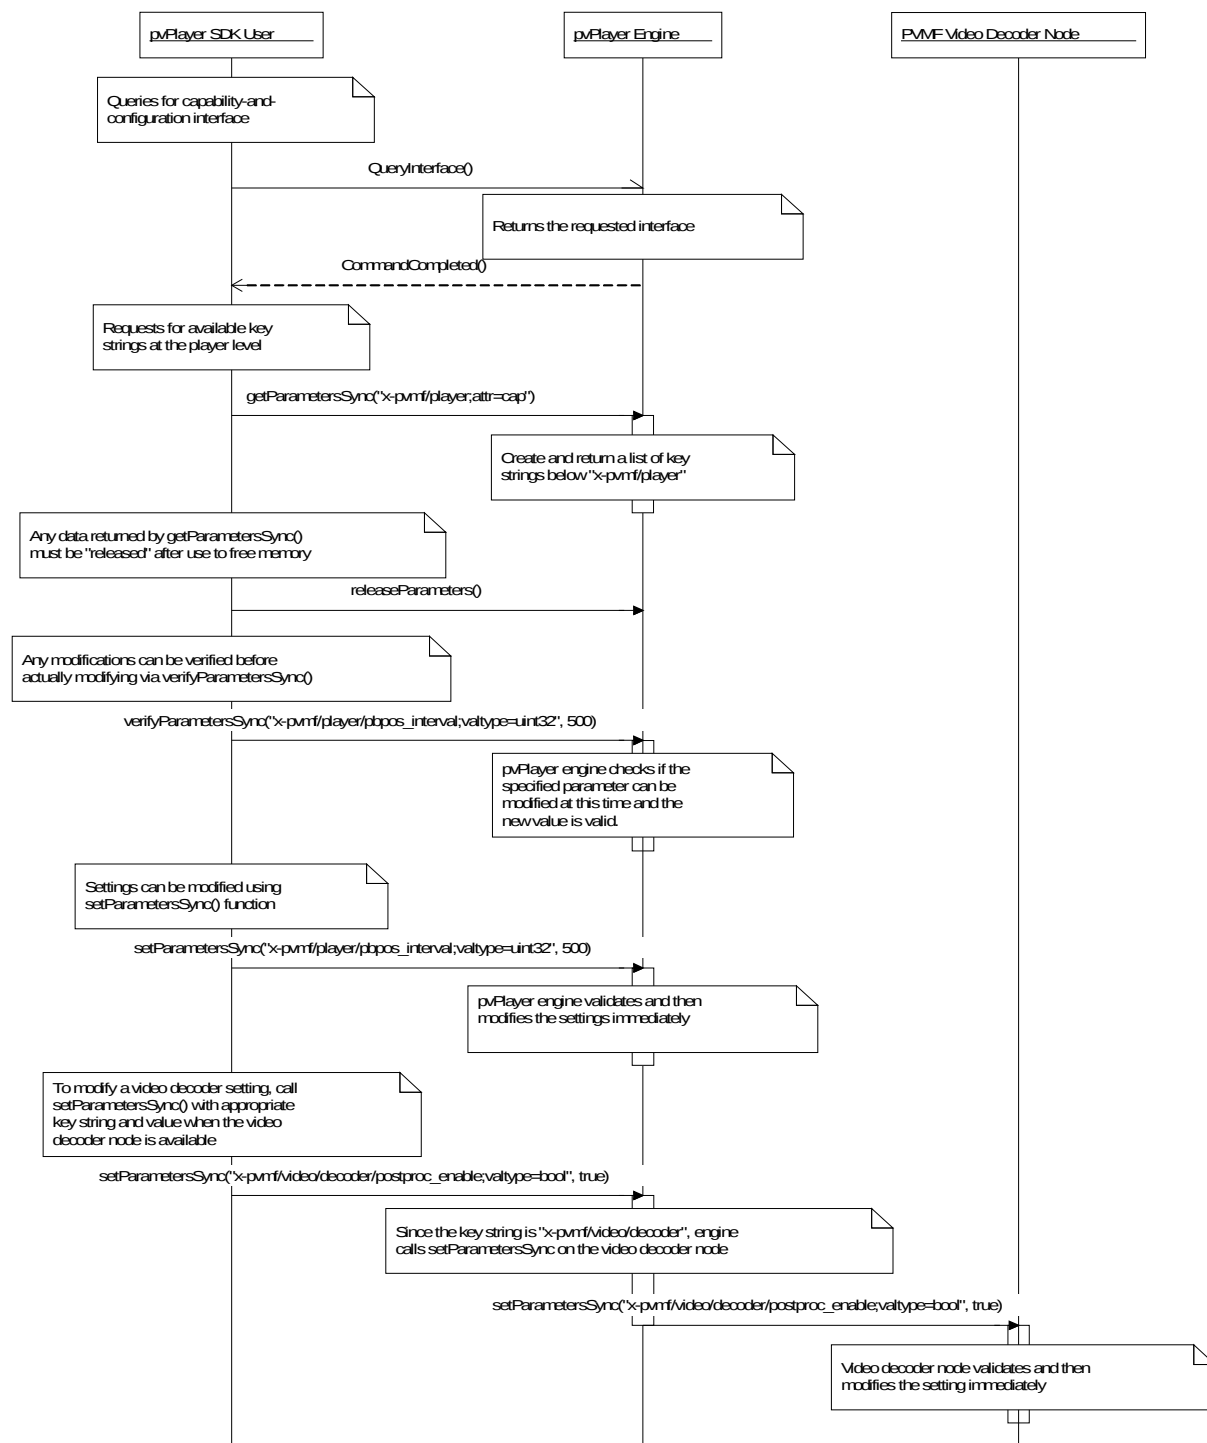 pvPlayer SDK User
pvPlayer Engine
PVMF Video Decoder Node
Queries for capability-and-
configuration interface
QueryInterface()
Returns the requested interface
CommandCompleted()
Requests for available key
strings at the player level
getParametersSync("x-pvmf/player;attr=cap")
Create and return a list of key
strings below "x-pvmf/player"
Any data returned by getParametersSync()
must be "released" after use to free memory
releaseParameters()
Any modifications can be verified before
actually modifying via verifyParametersSync()
verifyParametersSync("x-pvmf/player/pbpos_interval;valtype=uint32", 500)
pvPlayer engine checks if the
specified parameter can be
modified at this time and the
new value is valid.
Settings can be modified using
setParametersSync() function
setParametersSync("x-pvmf/player/pbpos_interval;valtype=uint32", 500)
pvPlayer engine validates and then
modifies the settings immediately
To modify a video decoder setting, call
setParametersSync() with appropriate
key string and value when the video
decoder node is available
setParametersSync("x-pvmf/video/decoder/postproc_enable;valtype=bool", true)
Since the key string is "x-pvmf/video/decoder", engine
calls setParametersSync on the video decoder node
setParametersSync("x-pvmf/video/decoder/postproc_enable;valtype=bool", true)
Video decoder node validates and then
modifies the setting immediately